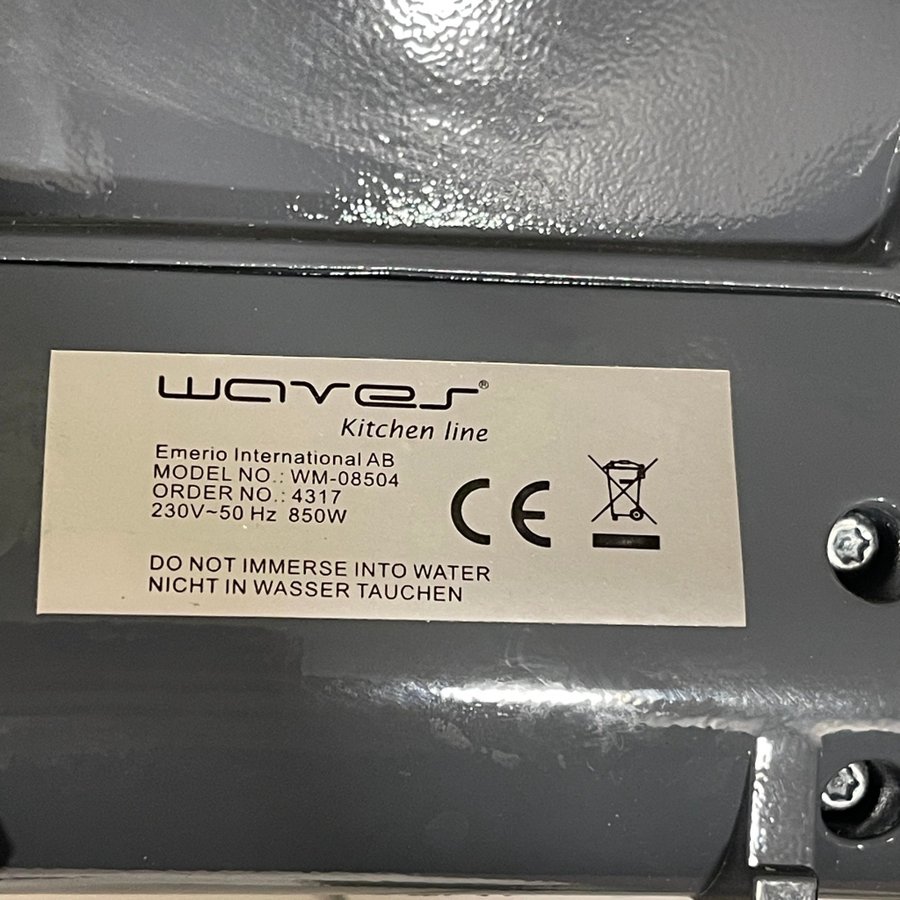 waves®
Kitchen line
Emerio International AB
MODEL NO.: WM-08504
ORDER NO.: 4317
230V~50 Hz 850W
CE
DO NOT IMMERSE INTO WATER
NICHT IN WASSER TAUCHEN